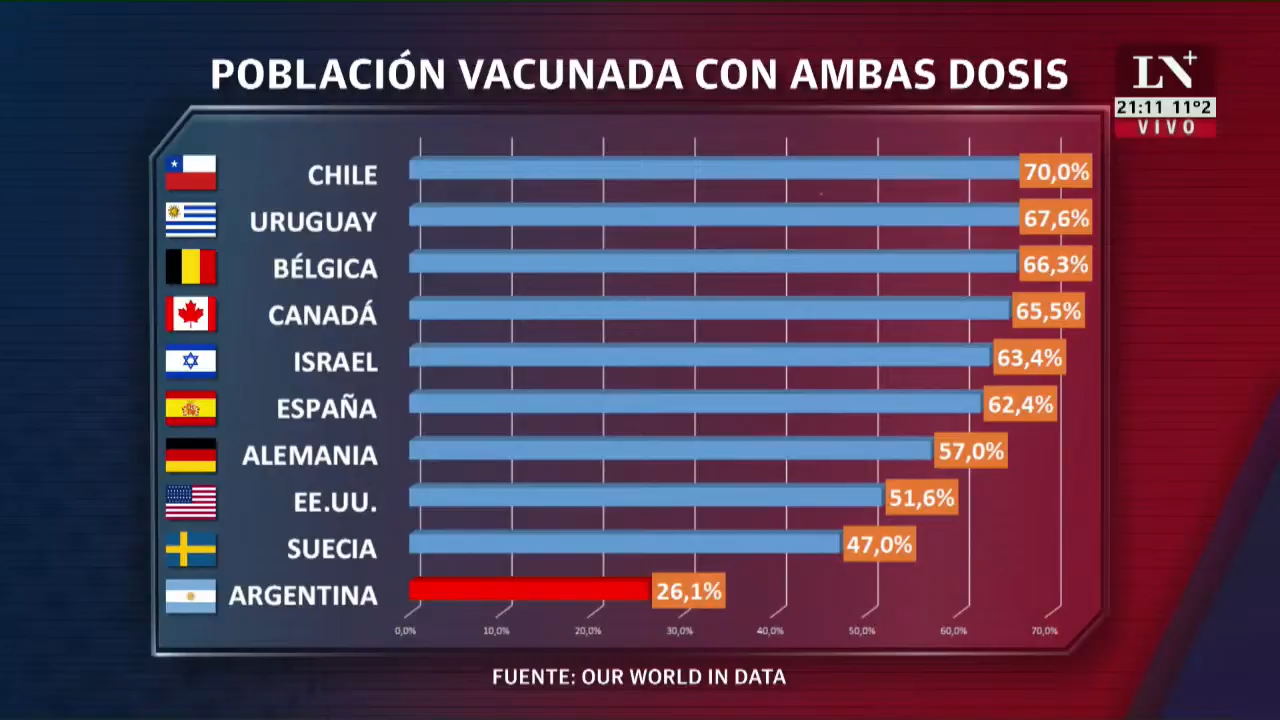 POBLACIÓN VACUNADA CON AMBAS DOSIS
LN+
21:11 11º2
VIVO
CHILE 70,0%
URUGUAY 67,6%
BÉLGICA 66,3%
CANADÁ 65,5%
ISRAEL 63,4%
ESPAÑA 62,4%
ALEMANIA 57,0%
EE.UU. 51,6%
SUECIA 47,0%
ARGENTINA 26,1%
0,0% 10,0% 20,0% 30,0% 40,0% 50,0% 60,0% 70,0%
FUENTE: OUR WORLD IN DATA